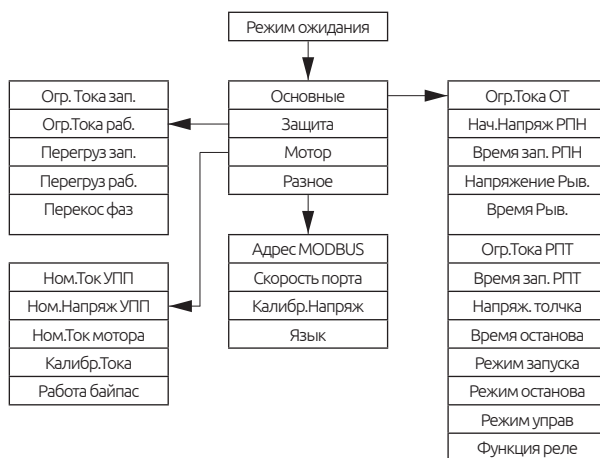 Режим ожидания
Огр. Тока зап.
Огр.Тока раб.
Перегруз зап.
Перегруз раб.
Перекос фаз
Основные
Защита
Мотор
Разное
Огр.Тока ОТ
Нач.Напряж РПН
Время зап. РПН
Напряжение Рыв.
Время Рыв.
Огр.Тока РПТ
Время зап. РПТ
Напряж. толчка
Время останова
Режим запуска
Режим останова
Режим управ
Функция реле
Адрес MODBUS
Скорость порта
Калибр.Напряж
Язык
Ном.Ток УПП
Ном.Напряж УПП
Ном.Ток мотора
Калибр.Тока
Работа байпас